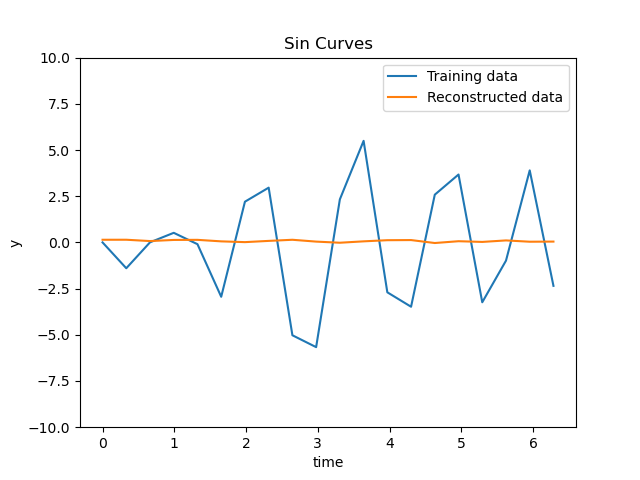 Sin Curves
Training data
Reconstructed data
10.0
7.5
5.0
2.5
0.0
−2.5
−5.0
−7.5
−10.0
y
0 1 2 3 4 5 6
time